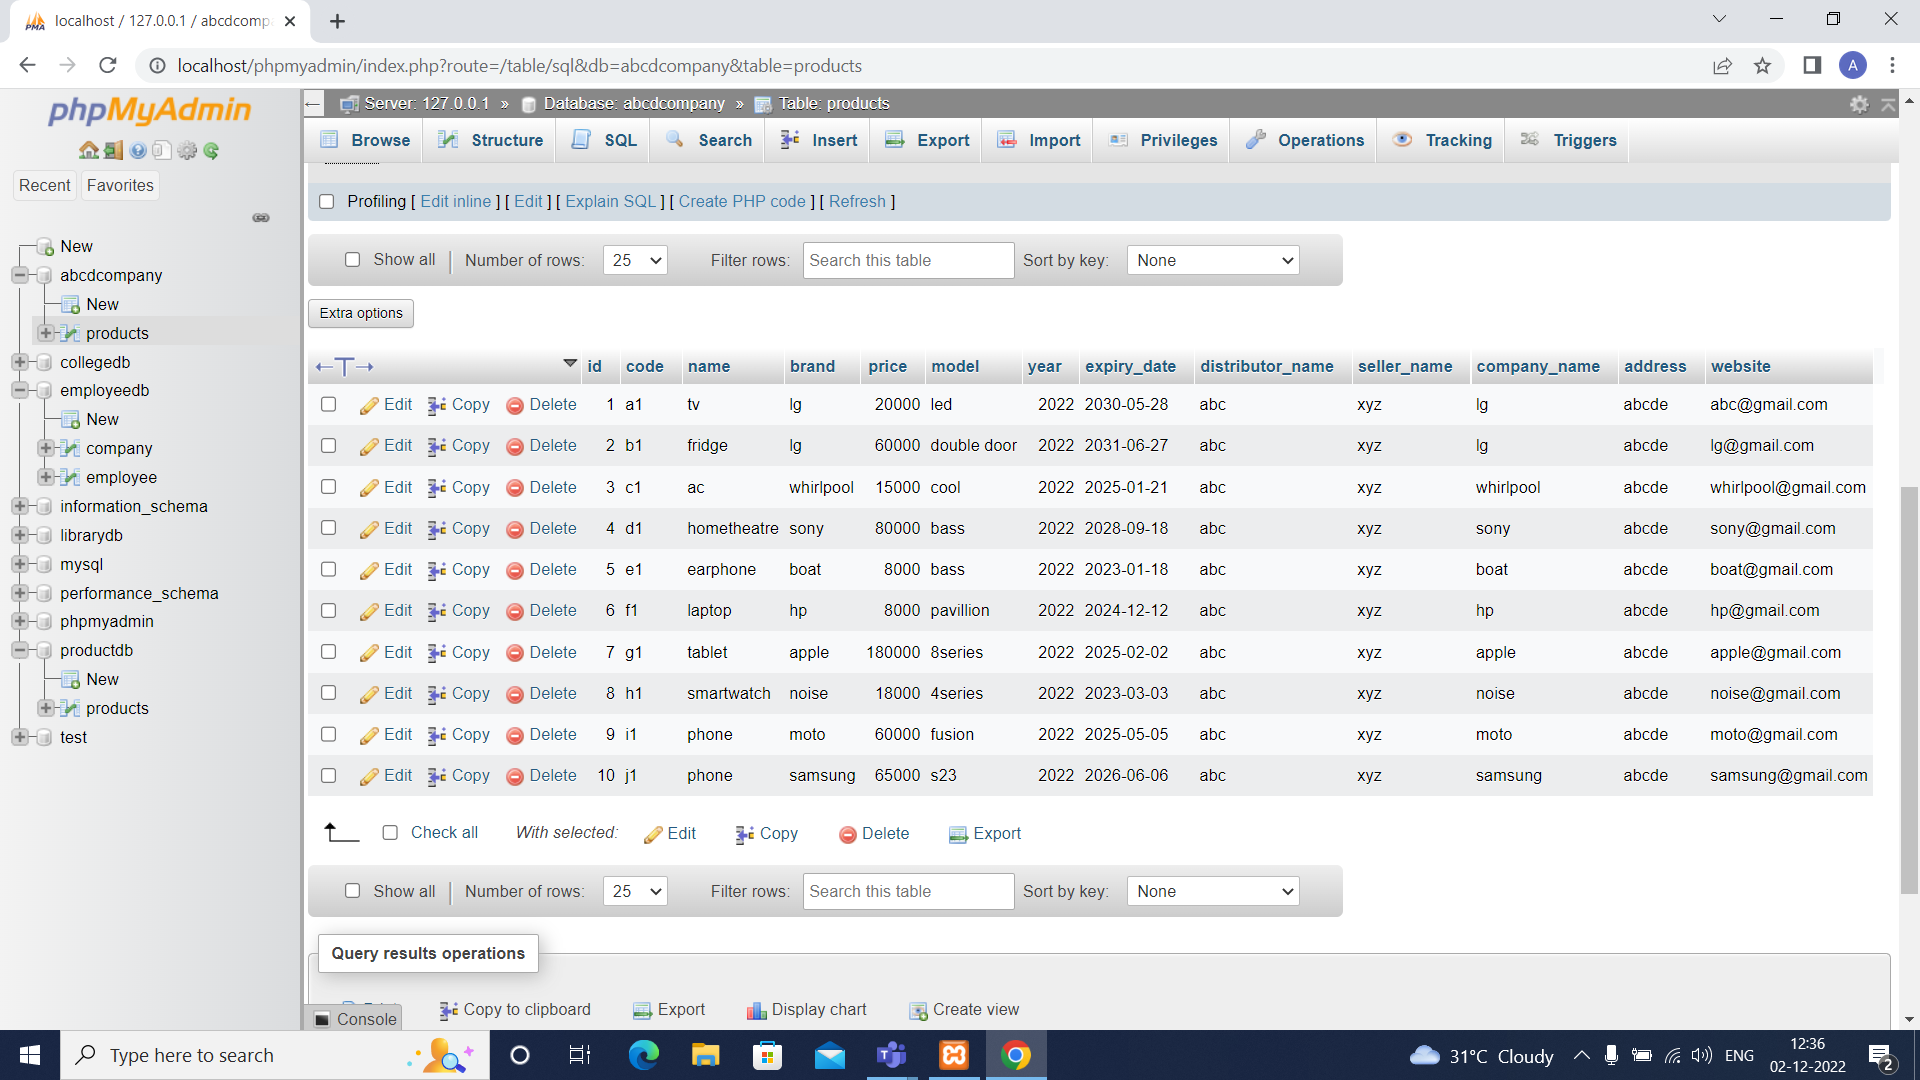 localhost / 127.0.0.1 / abcdcomp
localhost/phpmyadmin/index.php?route=/table/sql&db=abcdcompany&table=products
A
phpMyAdmin
Recent Favorites
New
abcdcompany
New
products
collegedb
employeedb
New
company
employee
information_schema
librarydb
mysql
performance_schema
phpmyadmin
productdb
New
products
test
Server: 127.0.0.1 » Database: abcdcompany » Table: products
Browse Structure SQL Search Insert Export Import Privileges Operations Tracking Triggers
Profiling [ Edit inline ] [ Edit ] [ Explain SQL ] [ Create PHP code ] [ Refresh ]
Show all Number of rows: 25 Filter rows: Search this table Sort by key: None
Extra options
←T→ id code name brand price model year expiry_date distributor_name seller_name company_name address website
Edit Copy Delete 1 a1 tv lg 20000 led 2022 2030-05-28 abc xyz lg abcde abc@gmail.com
Edit Copy Delete 2 b1 fridge lg 60000 double door 2022 2031-06-27 abc xyz lg abcde lg@gmail.com
Edit Copy Delete 3 c1 ac whirlpool 15000 cool 2022 2025-01-21 abc xyz whirlpool abcde whirlpool@gmail.com
Edit Copy Delete 4 d1 hometheatre sony 80000 bass 2022 2028-09-18 abc xyz sony abcde sony@gmail.com
Edit Copy Delete 5 e1 earphone boat 8000 bass 2022 2023-01-18 abc xyz boat abcde boat@gmail.com
Edit Copy Delete 6 f1 laptop hp 8000 pavillion 2022 2024-12-12 abc xyz hp abcde hp@gmail.com
Edit Copy Delete 7 g1 tablet apple 180000 8series 2022 2025-02-02 abc xyz apple abcde apple@gmail.com
Edit Copy Delete 8 h1 smartwatch noise 18000 4series 2022 2023-03-03 abc xyz noise abcde noise@gmail.com
Edit Copy Delete 9 i1 phone moto 60000 fusion 2022 2025-05-05 abc xyz moto abcde moto@gmail.com
Edit Copy Delete 10 j1 phone samsung 65000 s23 2022 2026-06-06 abc xyz samsung abcde samsung@gmail.com
Check all With selected: Edit Copy Delete Export
Show all Number of rows: 25 Filter rows: Search this table Sort by key: None
Query results operations
Copy to clipboard Export Display chart Create view
Console
Type here to search
31°C Cloudy
ENG
12:36
02-12-2022
2